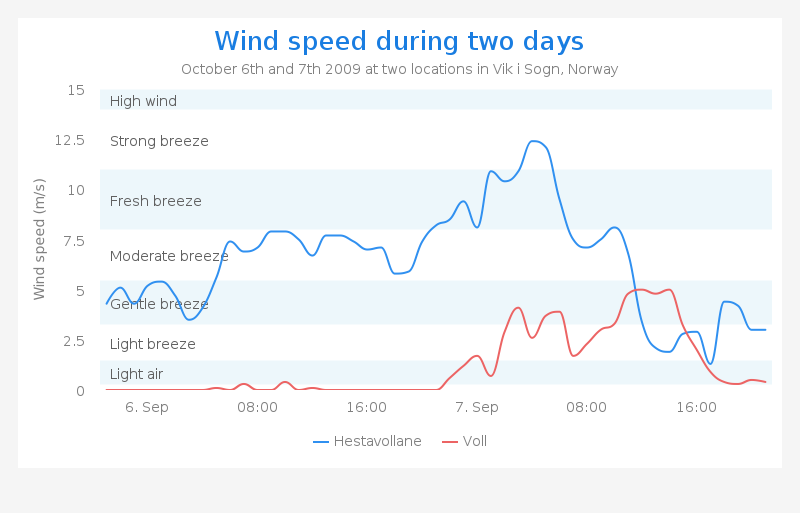 Wind speed during two days
October 6th and 7th 2009 at two locations in Vik i Sogn, Norway
Wind speed (m/s)
15
High wind
12.5
Strong breeze
10
Fresh breeze
7.5
Moderate breeze
5
Gentle breeze
2.5
Light breeze
Light air
0
6. Sep 08:00 16:00 7. Sep 08:00 16:00
Hestavollane Voll